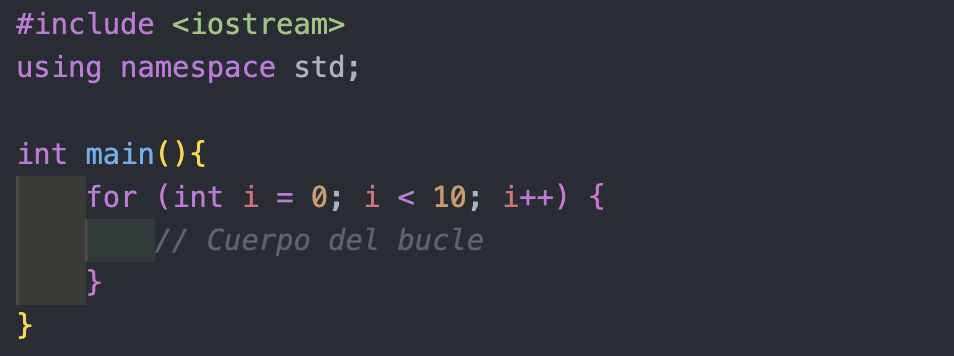 #include <iostream>
using namespace std;
int main(){
for (int i = 0; i < 10; i++) {
// Cuerpo del bucle
}
}